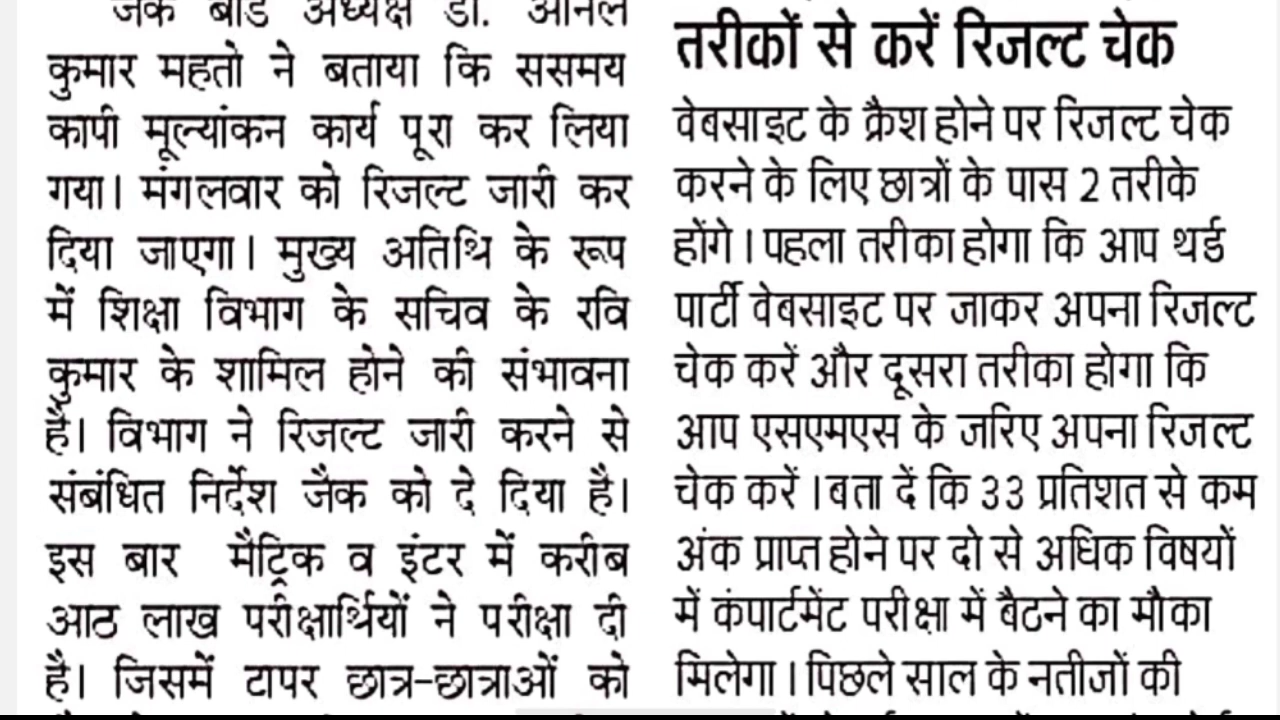 जैक बोर्ड अध्यक्ष डॉ. अनिल
कुमार महतो ने बताया कि ससमय
कापी मूल्यांकन कार्य पूरा कर लिया
गया। मंगलवार को रिजल्ट जारी कर
दिया जाएगा। मुख्य अतिथि के रूप
में शिक्षा विभाग के सचिव के रवि
कुमार के शामिल होने की संभावना
है। विभाग ने रिजल्ट जारी करने से
संबंधित निर्देश जैक को दे दिया है।
इस बार मैट्रिक व इंटर में करीब
आठ लाख परीक्षार्थियों ने परीक्षा दी
है। जिसमें टापर छात्र-छात्राओं को
तरीकों से करें रिजल्ट चेक
वेबसाइट के क्रैश होने पर रिजल्ट चेक
करने के लिए छात्रों के पास 2 तरीके
होंगे। पहला तरीका होगा कि आप थर्ड
पार्टी वेबसाइट पर जाकर अपना रिजल्ट
चेक करें और दूसरा तरीका होगा कि
आप एसएमएस के जरिए अपना रिजल्ट
चेक करें। बता दें कि 33 प्रतिशत से कम
अंक प्राप्त होने पर दो से अधिक विषयों
में कंपार्टमेंट परीक्षा में बैठने का मौका
मिलेगा। पिछले साल के नतीजों की